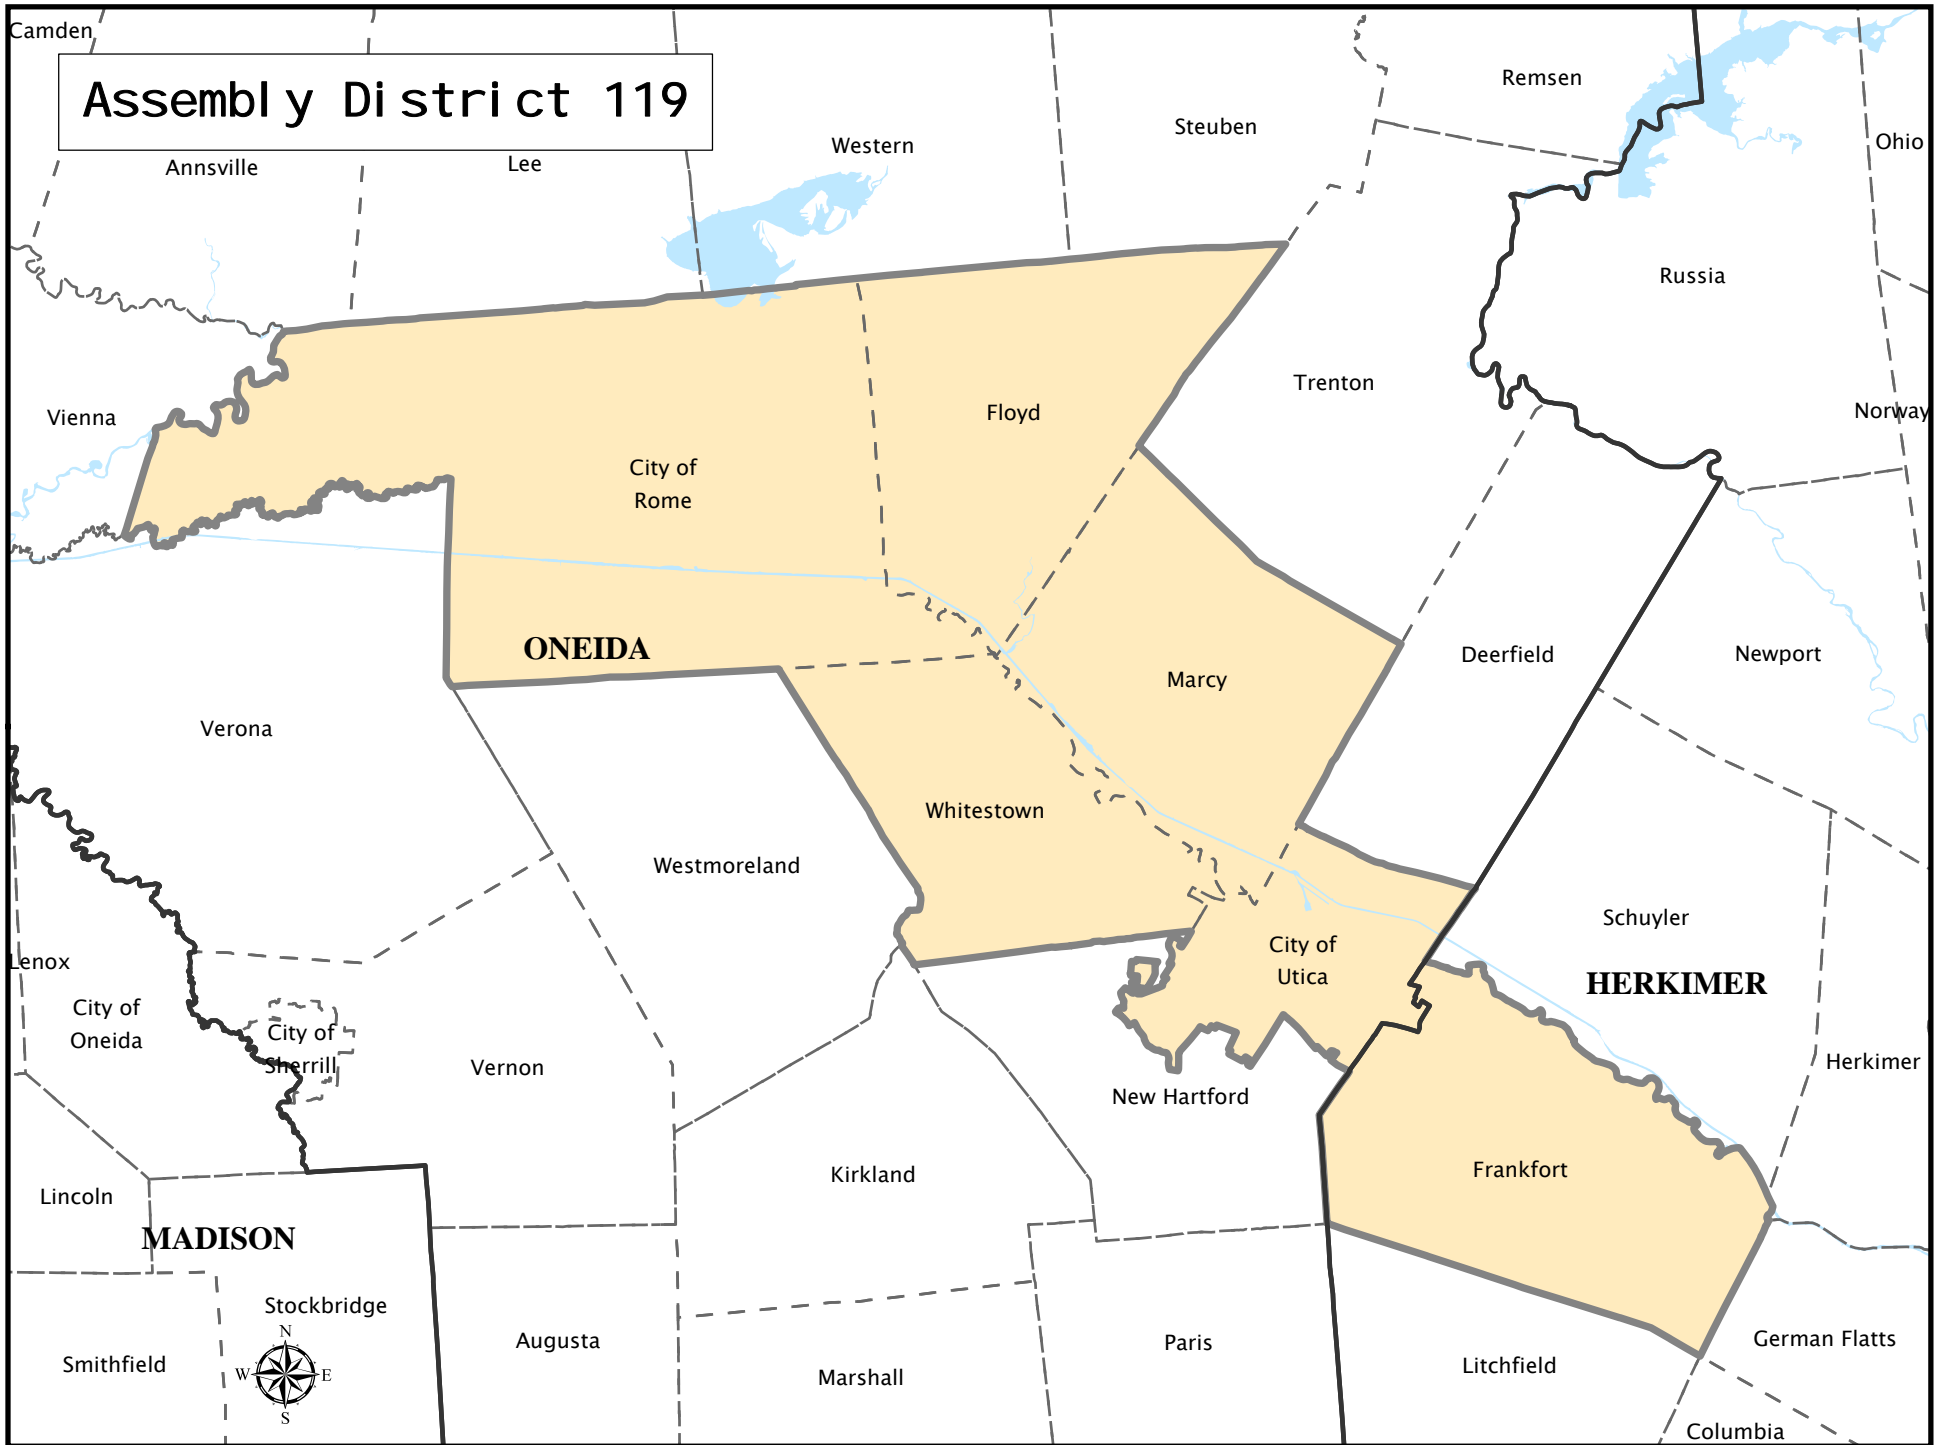 Camden
Assembly District 119
Remsen
Steuben
Ohio
Western
Annsville
Lee
Russia
Trenton
Norway
Vienna
Floyd
City of
Rome
ONEIDA
Deerfield
Newport
Marcy
Verona
Whitestown
Westmoreland
Schuyler
City of
Utica
Lenox
HERKIMER
City of
Oneida
City of
Sherrill
Vernon
Herkimer
New Hartford
Frankfort
Kirkland
Lincoln
MADISON
Stockbridge
German Flatts
Augusta
Paris
Smithfield
Litchfield
Marshall
N
W
E
S
Columbia